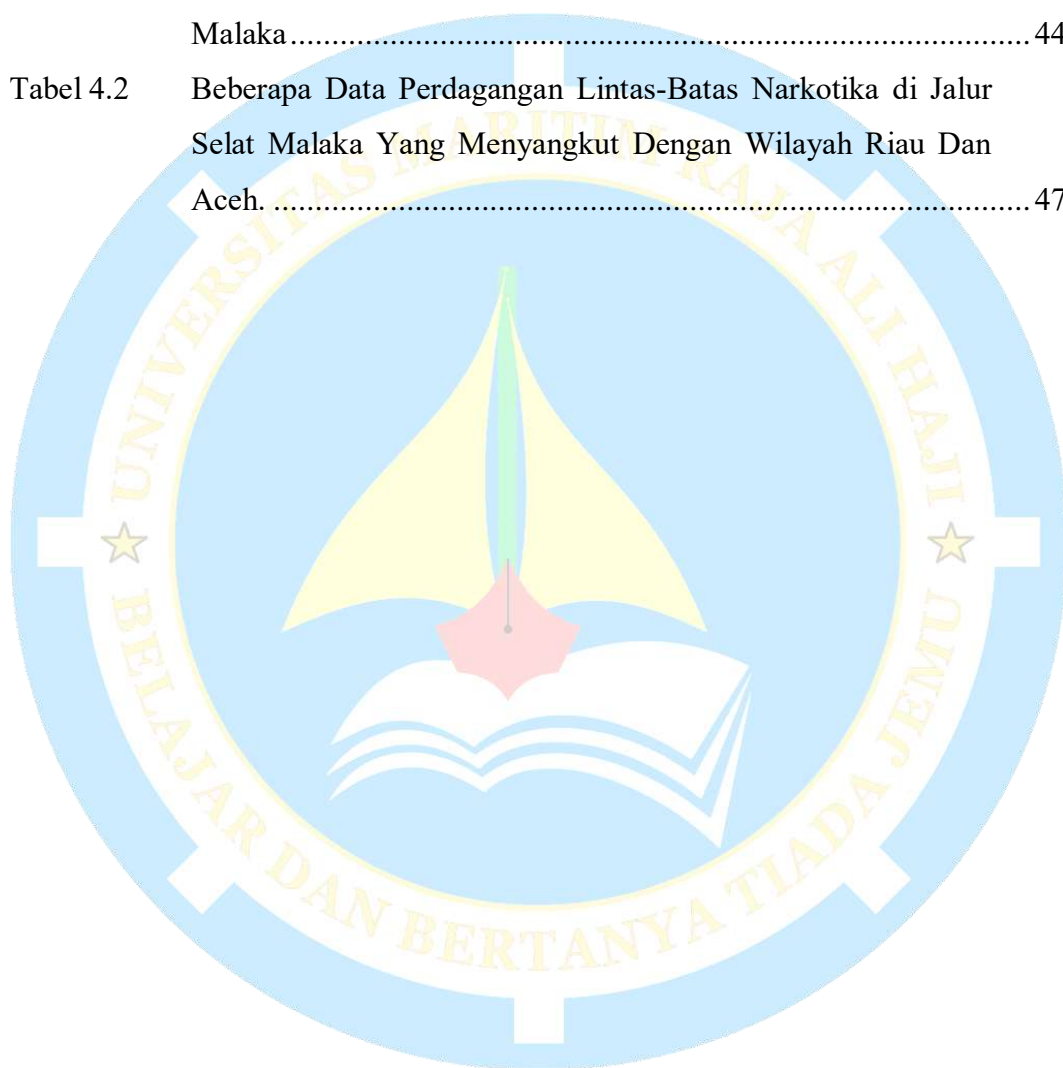 Malaka.......................................................................................... 44
Tabel 4.2 Beberapa Data Perdagangan Lintas-Batas Narkotika di Jalur
Selat Malaka Yang Menyangkut Dengan Wilayah Riau Dan
Aceh. ............................................................................................ 47
UNIVERSITAS MARITIM RAJA ALI HAJI
BELAJAR DAN BERTANYA TIADA JEMU